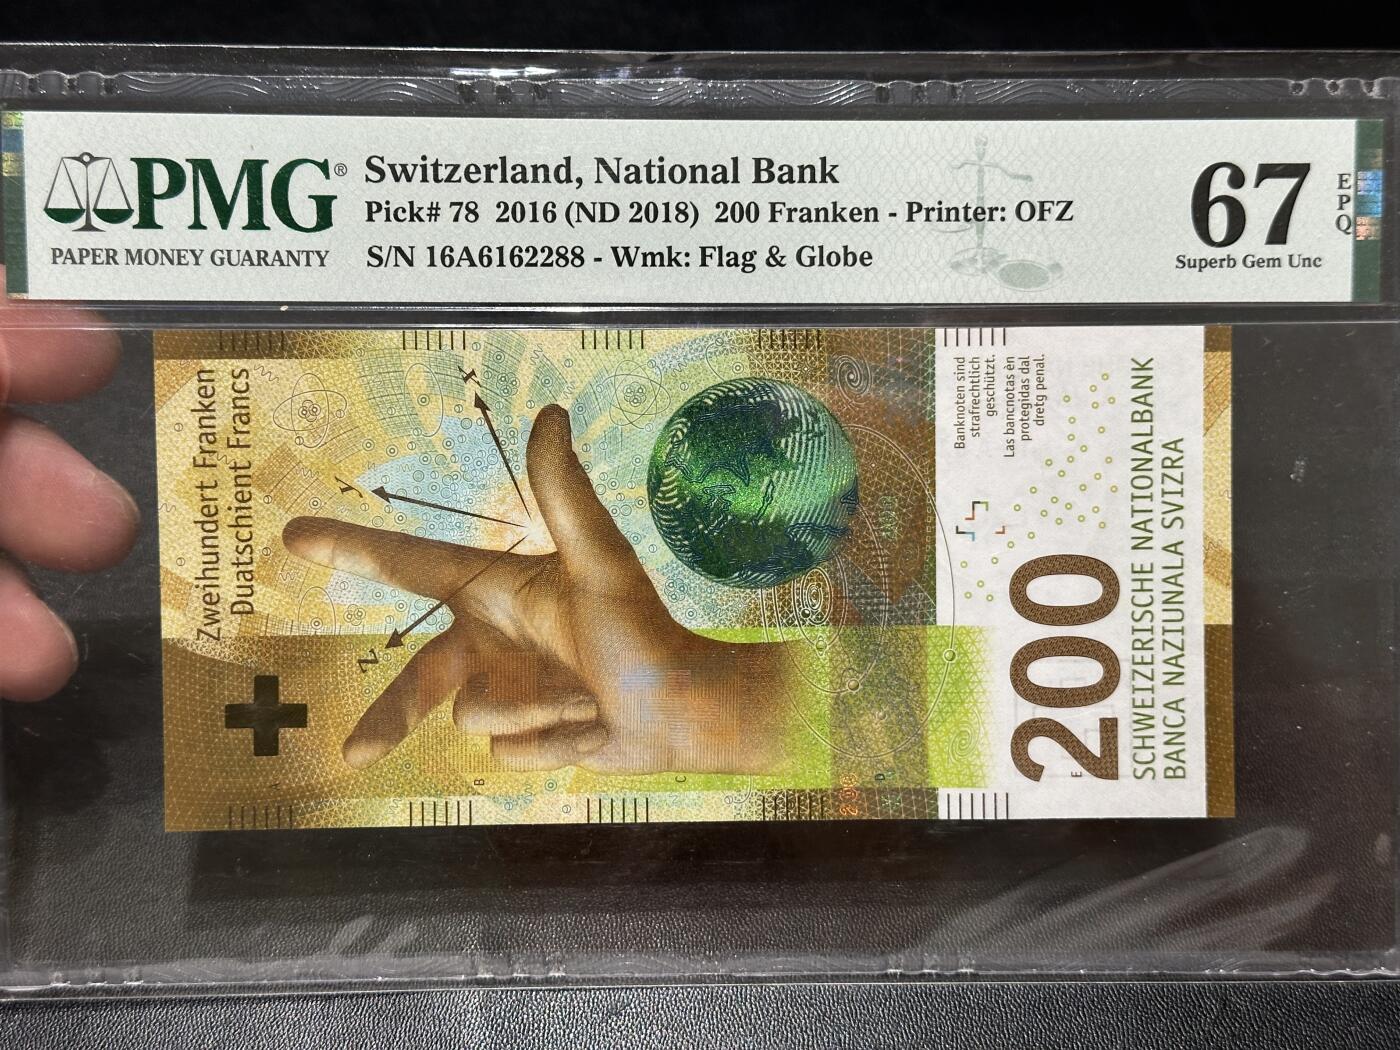 PMG®
PAPER MONEY GUARANTY
Switzerland, National Bank
Pick# 78 2016 (ND 2018) 200 Franken - Printer: OFZ
S/N 16A6162288 - Wmk: Flag & Globe
67
EPQ
Superb Gem Unc
Zweihundert Franken
Duatschient Francs
x
y
z
Banknoten sind
strafrechtlich
geschützt.
Las bancnotas èn
protegidas dal
dretg penal.
200
SCHWEIZERISCHE NATIONALBANK
BANCA NAZIUNALA SVIZRA
A
B
C
D
E